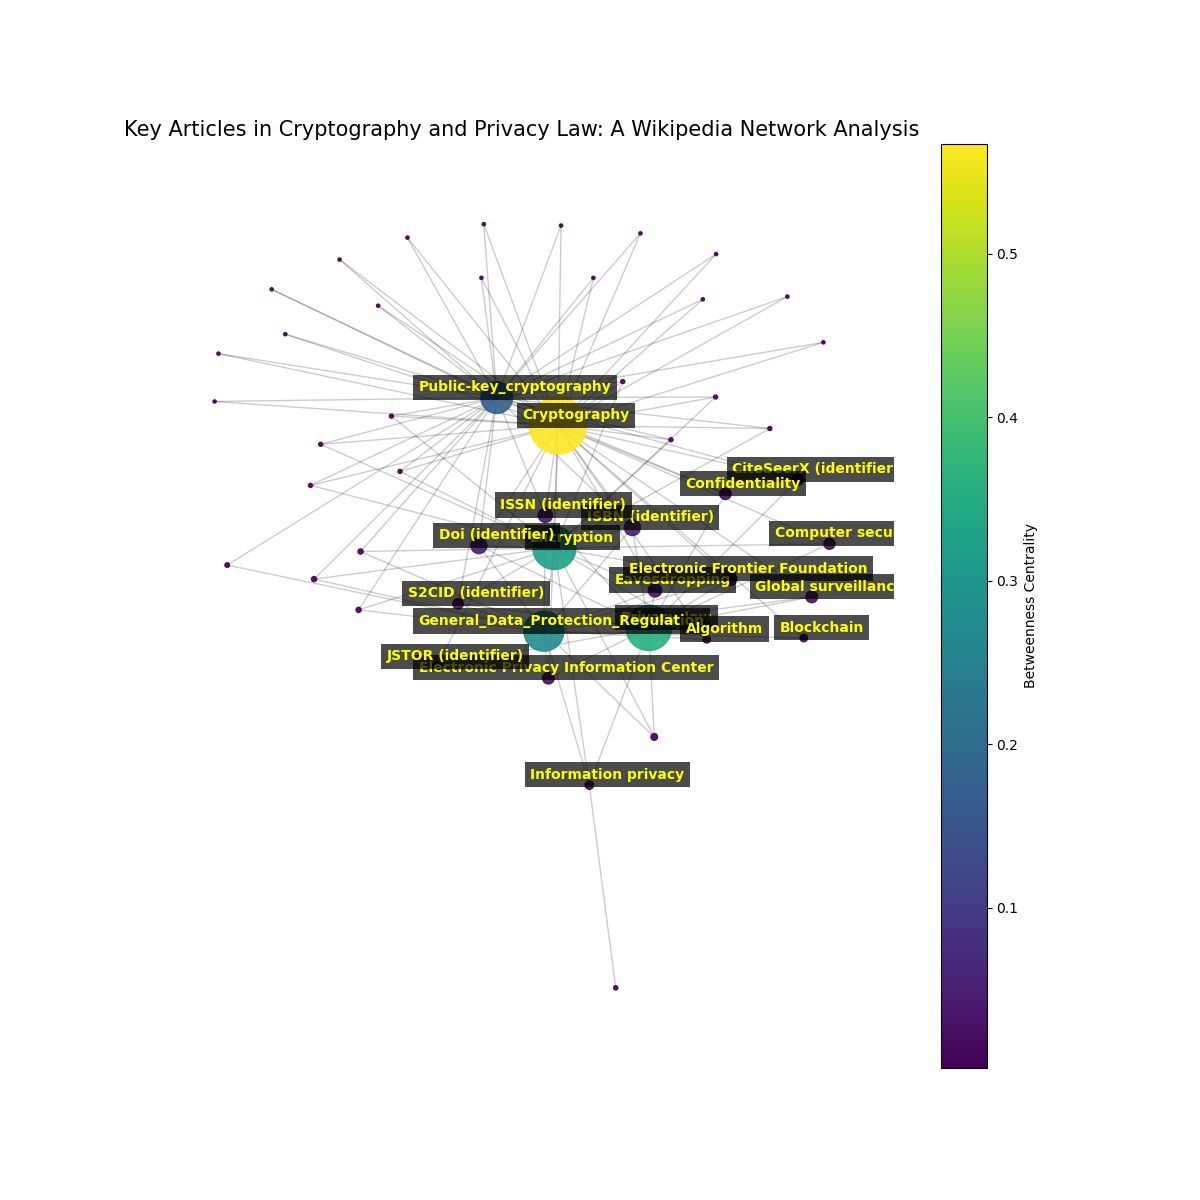 Key Articles in Cryptography and Privacy Law: A Wikipedia Network Analysis
Public-key_cryptography
Cryptography
CiteSeerX (identifier
Confidentiality
ISSN (identifier)
ISBN (identifier)
Doi (identifier)
Encryption
Computer secu
Electronic Frontier Foundation
Eavesdropping
Global surveillanc
S2CID (identifier)
General_Data_Protection_Regulation
Algorithm
Blockchain
JSTOR (identifier)
Electronic Privacy Information Center
Information privacy
0.5
0.4
0.3
0.2
0.1
Betweenness Centrality